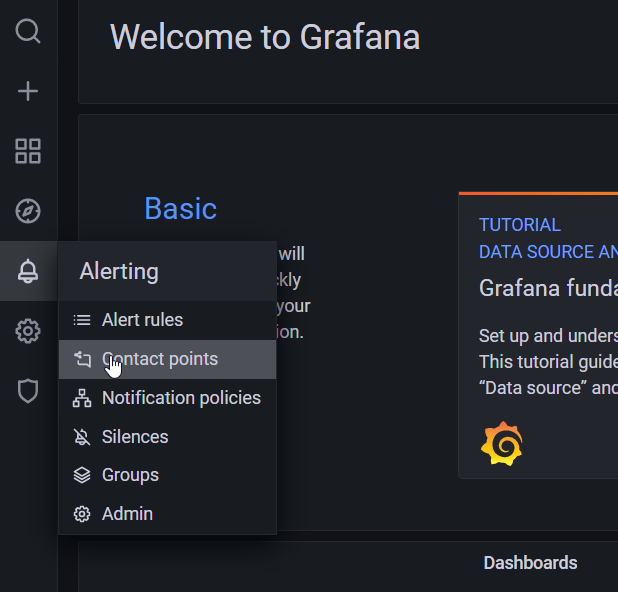 Welcome to Grafana
Basic
will
ckly
your
ion.
TUTORIAL
DATA SOURCE AN
Grafana funda
Set up and unders
This tutorial guide
“Data source” and
Alerting
Alert rules
Contact points
Notification policies
Silences
Groups
Admin
Dashboards